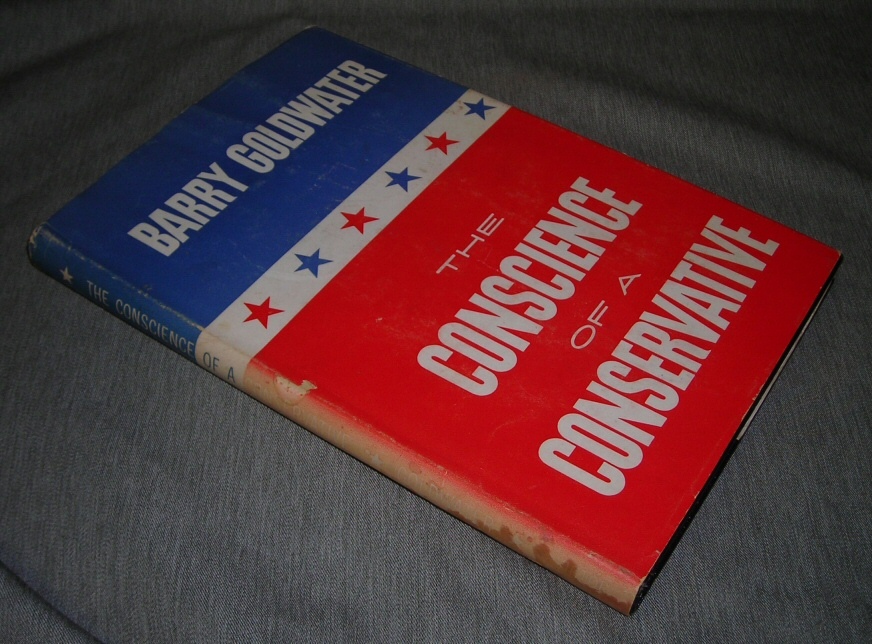 BARRY GOLDWATER
THE
CONSCIENCE
OF A
CONSERVATIVE
THE CONSCIENCE OF A